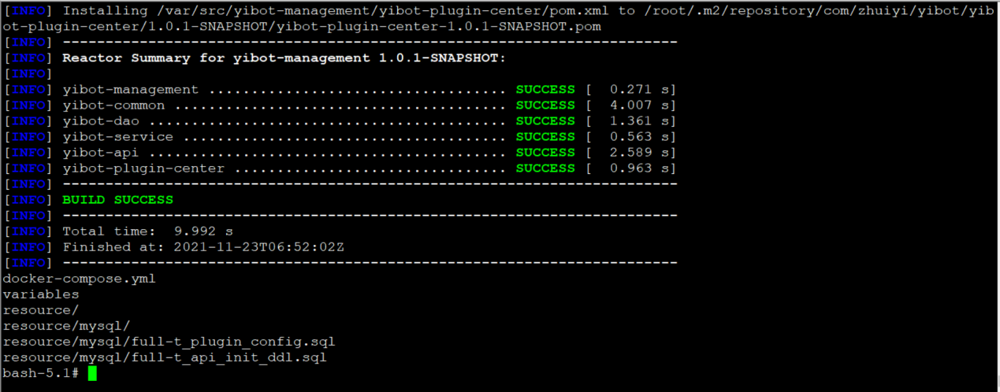 [INFO] Installing /var/src/yibot-management/yibot-plugin-center/pom.xml to /root/.m2/repository/com/zhuiyi/yibot/yib
ot-plugin-center/1.0.1-SNAPSHOT/yibot-plugin-center-1.0.1-SNAPSHOT.pom
[INFO] ------------------------------------------------------------------------
[INFO] Reactor Summary for yibot-management 1.0.1-SNAPSHOT:
[INFO]
[INFO] yibot-management ................................... SUCCESS [  0.271 s]
[INFO] yibot-common ....................................... SUCCESS [  4.007 s]
[INFO] yibot-dao .......................................... SUCCESS [  1.361 s]
[INFO] yibot-service ...................................... SUCCESS [  0.563 s]
[INFO] yibot-api .......................................... SUCCESS [  2.589 s]
[INFO] yibot-plugin-center ................................ SUCCESS [  0.963 s]
[INFO] ------------------------------------------------------------------------
[INFO] BUILD SUCCESS
[INFO] ------------------------------------------------------------------------
[INFO] Total time:  9.992 s
[INFO] Finished at: 2021-11-23T06:52:02Z
[INFO] ------------------------------------------------------------------------
docker-compose.yml
variables
resource/
resource/mysql/
resource/mysql/full-t_plugin_config.sql
resource/mysql/full-t_api_init_ddl.sql
bash-5.1#